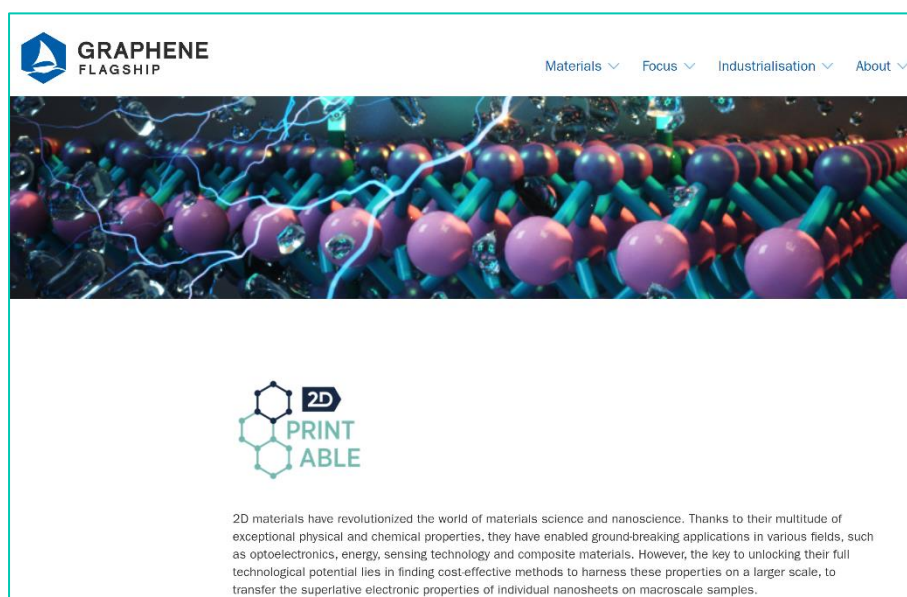 GRAPHENE
FLAGSHIP
Materials Focus Industrialisation About
2D
PRINT
ABLE
2D materials have revolutionized the world of materials science and nanoscience. Thanks to their multitude of
exceptional physical and chemical properties, they have enabled ground-breaking applications in various fields, such
as optoelectronics, energy, sensing technology and composite materials. However, the key to unlocking their full
technological potential lies in finding cost-effective methods to harness these properties on a larger scale, to
transfer the superlative electronic properties of individual nanosheets on macroscale samples.